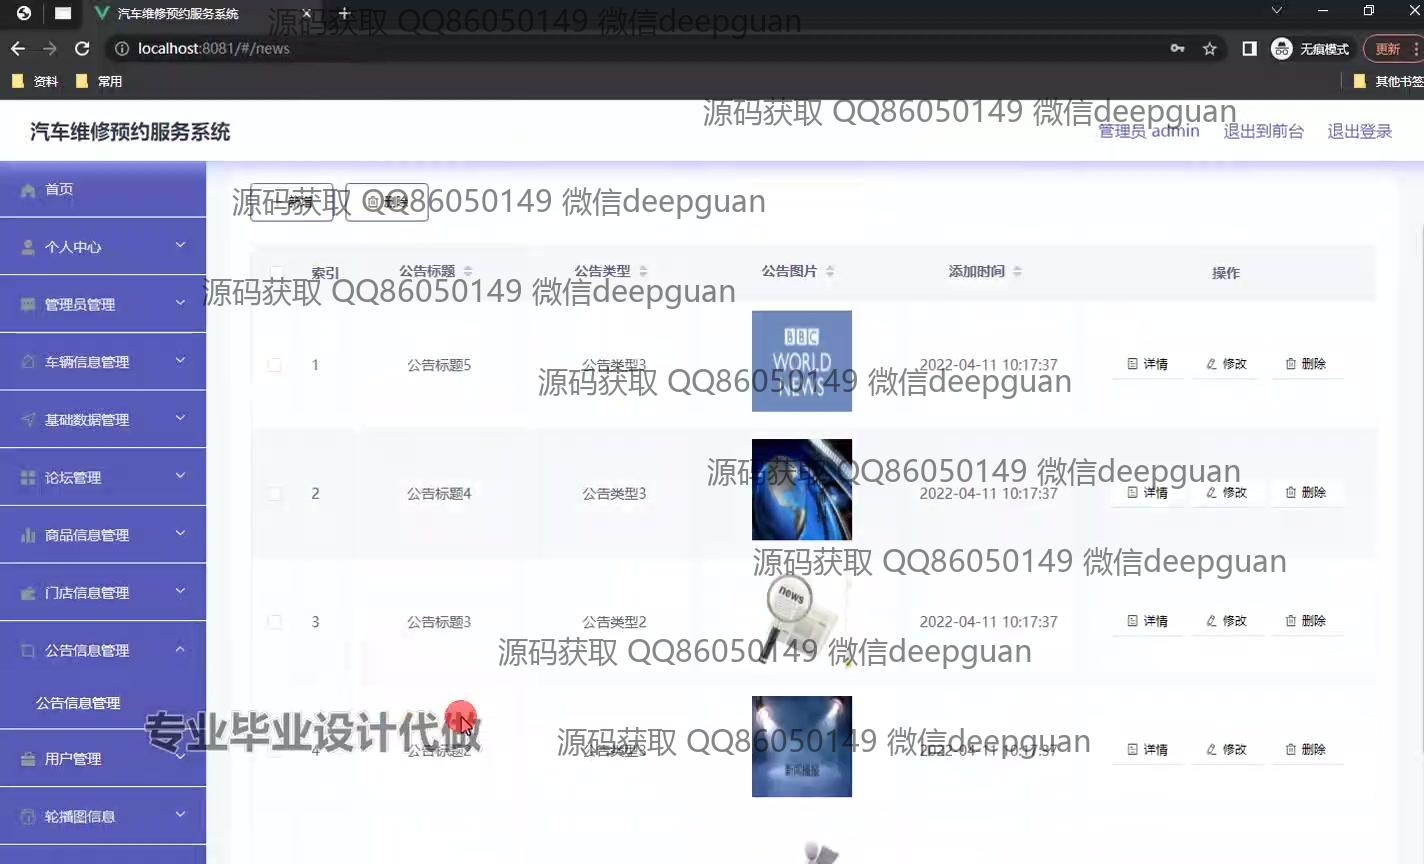 汽车维修预约服务系统
源码获取 QQ86050149 微信deepguan
localhost:8081/#/news
无痕模式
更新
资料
常用
其他书签
源码获取 QQ86050149 微信deepguan
汽车维修预约服务系统
管理员 admin
退出到前台
退出登录
首页
源码获取 QQ86050149 微信deepguan
删除
个人中心
索引 公告标题 公告类型 公告图片 添加时间 操作
源码获取 QQ86050149 微信deepguan
管理员管理
BBC
WORLD
NEWS
车辆信息管理
1 公告标题5 公告类型3 2022-04-11 10:17:37 详情 修改 删除
源码获取 QQ86050149 微信deepguan
基础数据管理
论坛管理
源码获取 QQ86050149 微信deepguan
2 公告标题4 公告类型3 2022-04-11 10:17:37 详情 修改 删除
商品信息管理
源码获取 QQ86050149 微信deepguan
门店信息管理
news
3 公告标题3 公告类型2 2022-04-11 10:17:37 详情 修改 删除
公告信息管理
源码获取 QQ86050149 微信deepguan
公告信息管理
专业毕业设计代做
源码获取 QQ86050149 微信deepguan
4 公告标题2 公告类型3 2022-04-11 10:17:37 详情 修改 删除
用户管理
新闻播报
轮播图信息